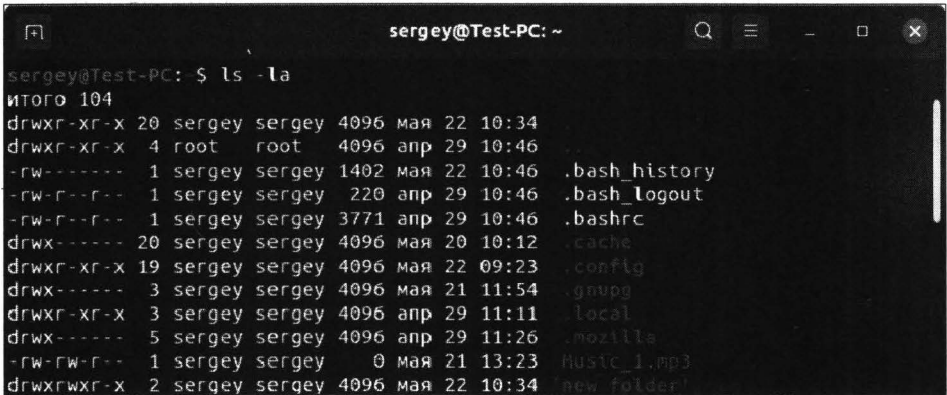 sergey@Test-PC: ~
sergey@Test-PC:~$ ls -la
итого 104
drwxr-xr-x 20 sergey sergey 4096 мая 22 10:34
drwxr-xr-x 4 root root 4096 апр 29 10:46 ..
-rw------- 1 sergey sergey 1402 мая 22 10:46 .bash_history
-rw-r--r-- 1 sergey sergey 220 апр 29 10:46 .bash_logout
-rw-r--r-- 1 sergey sergey 3771 апр 29 10:46 .bashrc
drwx------ 20 sergey sergey 4096 мая 20 10:12 .cache
drwxr-xr-x 19 sergey sergey 4096 мая 22 09:23 .config
drwx------ 3 sergey sergey 4096 мая 21 11:54 .gnupg
drwxr-xr-x 3 sergey sergey 4096 апр 29 11:11 .local
drwx------ 5 sergey sergey 4096 апр 29 11:26 .mozilla
-rw-rw-r-- 1 sergey sergey 0 мая 21 13:23 Music_1.mp3
drwxrwxr-x 2 sergey sergey 4096 мая 22 10:34 'new folder'